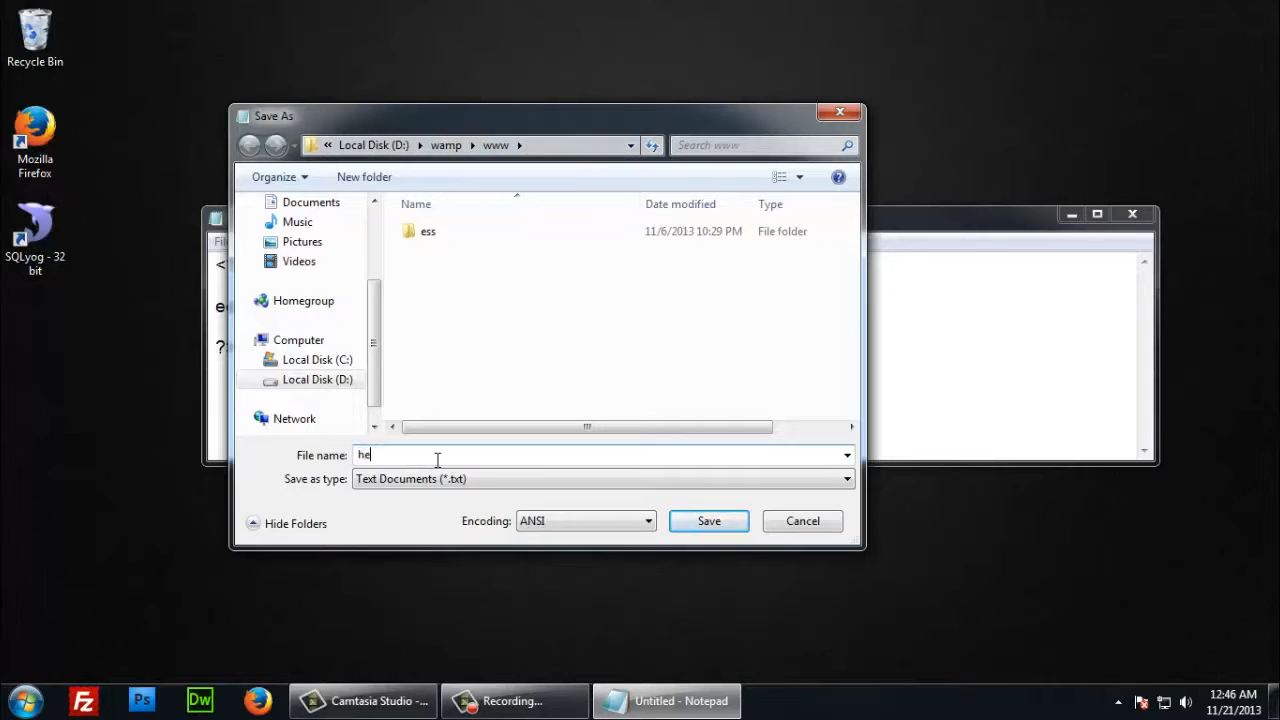 Recycle Bin
Mozilla
Firefox
SQLyog - 32
bit
Save As
« Local Disk (D:) wamp www
Search www
Organize
New folder
Documents
Music
Pictures
Videos
Homegroup
Computer
Local Disk (C:)
Local Disk (D:)
Network
Name Date modified Type
ess 11/6/2013 10:29 PM File folder
File name: he
Save as type: Text Documents (*.txt)
Hide Folders
Encoding: ANSI
Save
Cancel
?
Fz
Ps
Dw
Camtasia Studio -...
Recording...
Untitled - Notepad
12:46 AM
11/21/2013